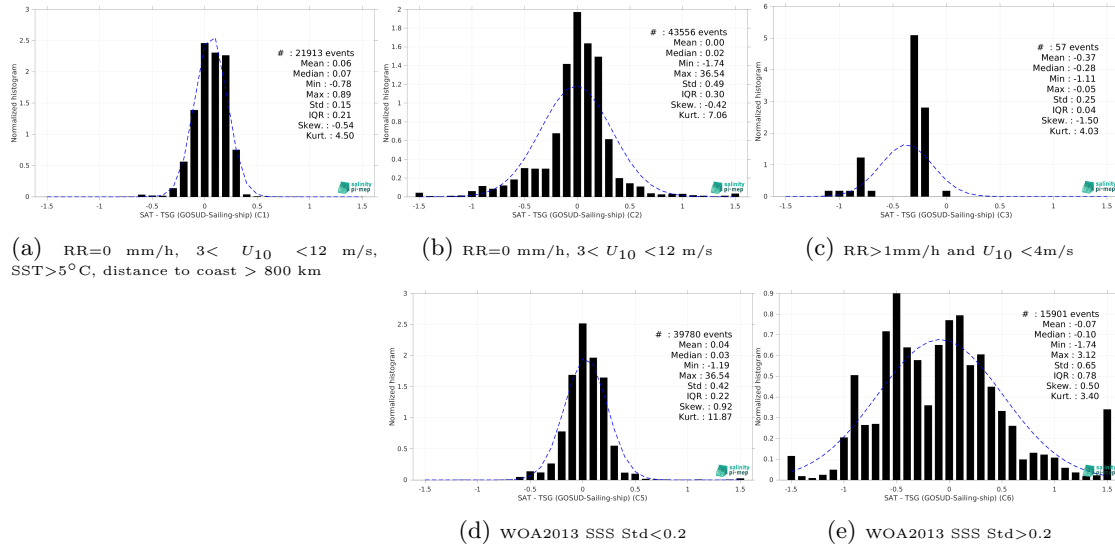 3
2.5
2
1.5
1
0.5
0
Normalized histogram
# : 21913 events
Mean : 0.06
Median : 0.07
Min : -0.78
Max : 0.89
Std : 0.15
IQR : 0.21
Skew. : -0.54
Kurt. : 4.50
salinity
pi-mep
-1.5 -1 -0.5 0 0.5 1 1.5
SAT - TSG (GOSUD-Sailing-ship) (C1)
(a) RR=0 mm/h, 3< U10 <12 m/s,
SST>5°C, distance to coast > 800 km
2
1.8
1.6
1.4
1.2
1
0.8
0.6
0.4
0.2
0.0
Normalized histogram
# : 43556 events
Mean : 0.00
Median : 0.02
Min : -1.74
Max : 36.54
Std : 0.49
IQR : 0.30
Skew. : -0.42
Kurt. : 7.06
salinity
pi-mep
-1.5 -1 -0.5 0 0.5 1 1.5
SAT - TSG (GOSUD-Sailing-ship) (C2)
(b) RR=0 mm/h, 3< U10 <12 m/s
6
5
4
3
2
1
0
Normalized histogram
# : 57 events
Mean : -0.37
Median : -0.28
Min : -1.11
Max : -0.05
Std : 0.25
IQR : 0.04
Skew. : -1.50
Kurt. : 4.03
salinity
pi-mep
-1.5 -1 -0.5 0 0.5 1 1.5
SAT - TSG (GOSUD-Sailing-ship) (C3)
(c) RR>1mm/h and U10 <4m/s
3
2.5
2
1.5
1
0.5
0
Normalized histogram
# : 39780 events
Mean : 0.04
Median : 0.03
Min : -1.19
Max : 36.54
Std : 0.42
IQR : 0.22
Skew. : 0.92
Kurt. : 11.87
salinity
pi-mep
-1.5 -1 -0.5 0 0.5 1 1.5
SAT - TSG (GOSUD-Sailing-ship) (C5)
(d) WOA2013 SSS Std<0.2
0.9
0.8
0.7
0.6
0.5
0.4
0.3
0.2
0.1
0
Normalized histogram
# : 15901 events
Mean : -0.07
Median : -0.10
Min : -1.74
Max : 3.12
Std : 0.65
IQR : 0.78
Skew. : 0.50
Kurt. : 3.40
salinity
pi-mep
-1.5 -1 -0.5 0 0.5 1 1.5
SAT - TSG (GOSUD-Sailing-ship) (C6)
(e) WOA2013 SSS Std>0.2